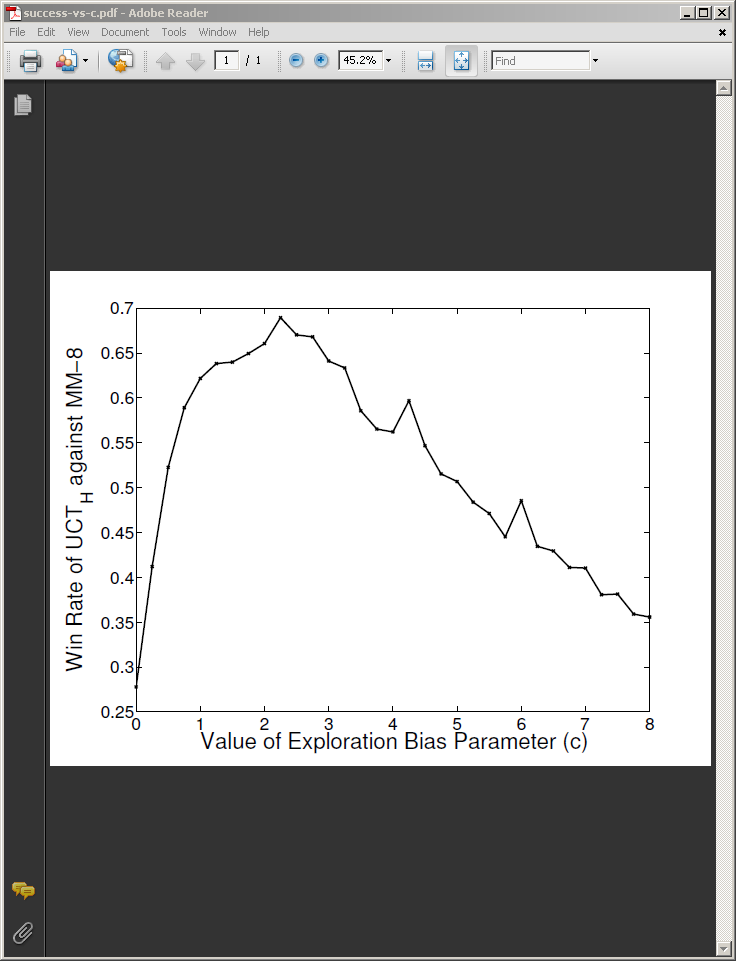 success-vs-c.pdf - Adobe Reader
File Edit View Document Tools Window Help
1 / 1 45.2% Find
0.7
0.65
0.6
0.55
0.5
0.45
0.4
0.35
0.3
0.25
Win Rate of UCT_H against MM-8
0 1 2 3 4 5 6 7 8
Value of Exploration Bias Parameter (c)